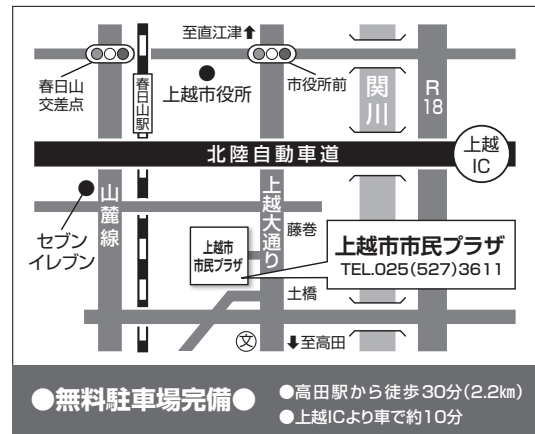 至直江津⬆
春日山
交差点
春日山駅
上越市役所
市役所前
関川
R
18
北陸自動車道
上越
IC
セブン
イレブン
山麓線
上越大通り
藤巻
上越市
市民プラザ
上越市市民プラザ
TEL.025(527)3611
土橋
文
⬇至高田
●無料駐車場完備●
●高田駅から徒歩30分(2.2㎞)
●上越ICより車で約10分